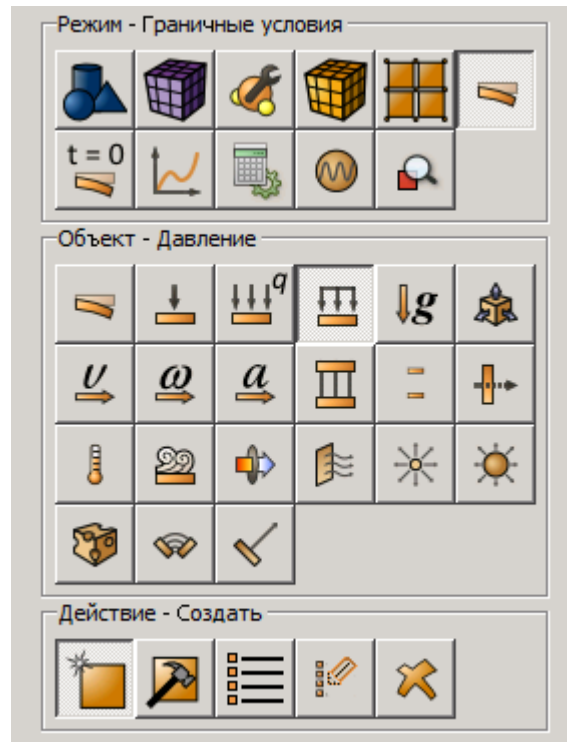 Режим - Граничные условия
t = 0
Объект - Давление
q
g
υ ω a
Действие - Создать